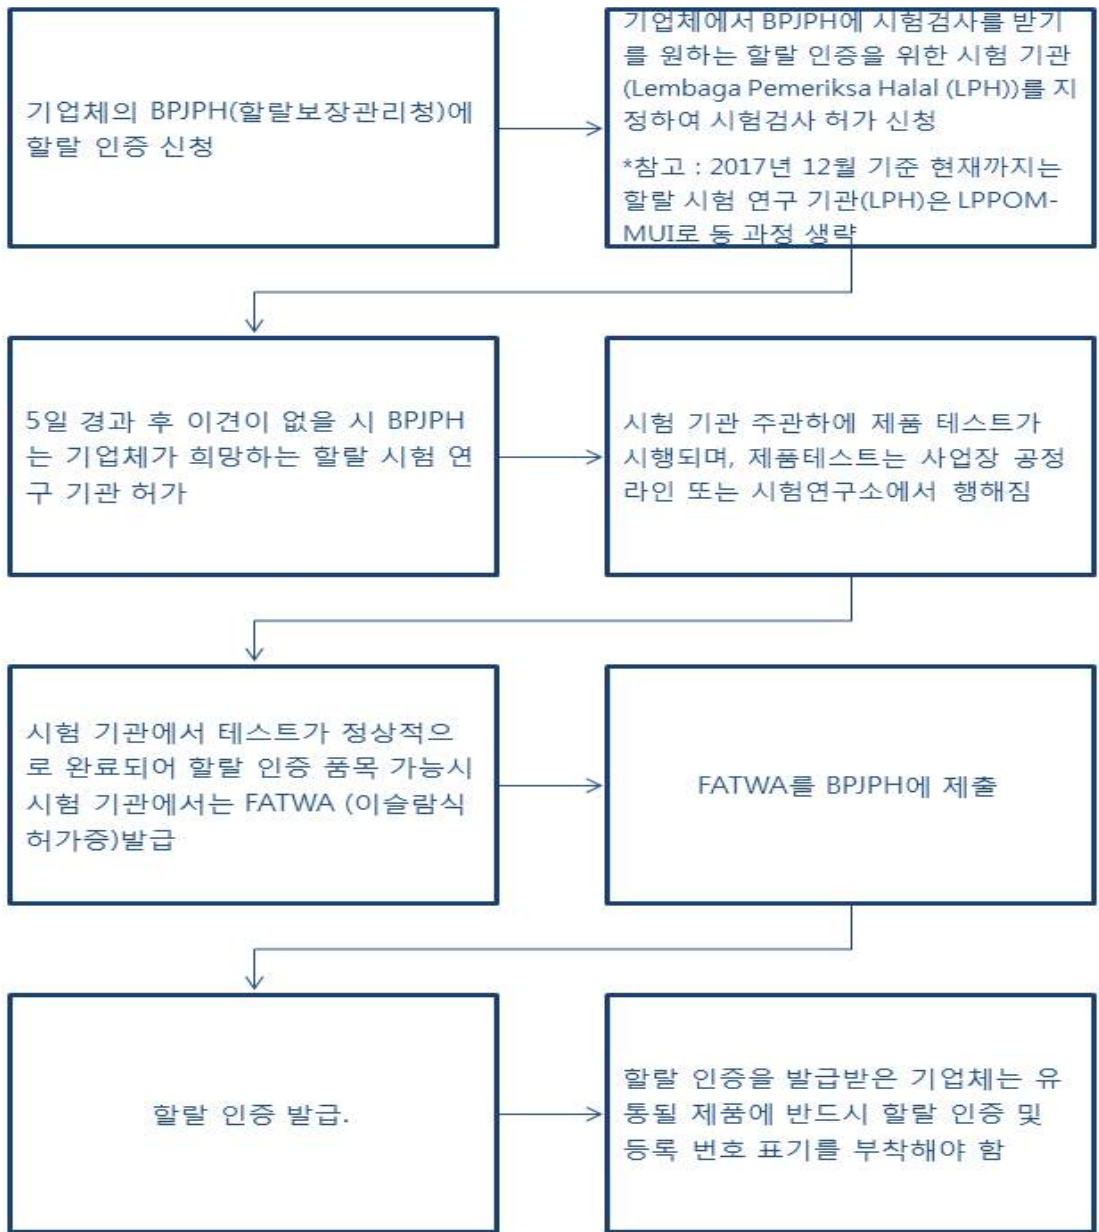 기업체의 BPJPH(할랄보장관리청)에
할랄 인증 신청
기업체에서 BPJPH에 시험검사를 받기
를 원하는 할랄 인증을 위한 시험 기관
(Lembaga Pemeriksa Halal (LPH))를 지
정하여 시험검사 허가 신청
*참고 : 2017년 12월 기준 현재까지는
할랄 시험 연구 기관(LPH)은 LPPOM-
MUI로 동 과정 생략
5일 경과 후 이견이 없을 시 BPJPH
는 기업체가 희망하는 할랄 시험 연
구 기관 허가
시험 기관 주관하에 제품 테스트가
시행되며, 제품테스트는 사업장 공정
라인 또는 시험연구소에서 행해짐
시험 기관에서 테스트가 정상적으
로 완료되어 할랄 인증 품목 가능시
시험 기관에서는 FATWA (이슬람식
허가증)발급
FATWA를 BPJPH에 제출
할랄 인증 발급.
할랄 인증을 발급받은 기업체는 유
통될 제품에 반드시 할랄 인증 및
등록 번호 표기를 부착해야 함